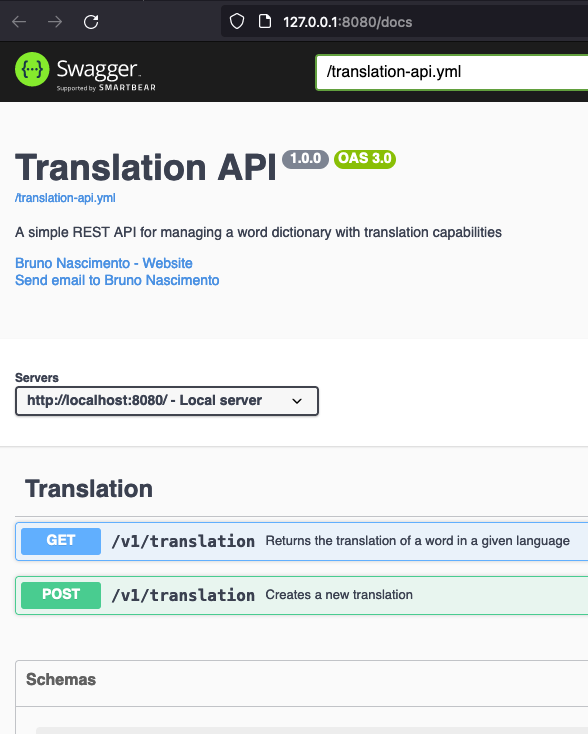 127.0.0.1:8080/docs
{···} Swagger.
Supported by SMARTBEAR
/translation-api.yml
Translation API 1.0.0 OAS 3.0
/translation-api.yml
A simple REST API for managing a word dictionary with translation capabilities
Bruno Nascimento - Website
Send email to Bruno Nascimento
Servers
http://localhost:8080/ - Local server
Translation
GET /v1/translation Returns the translation of a word in a given language
POST /v1/translation Creates a new translation
Schemas